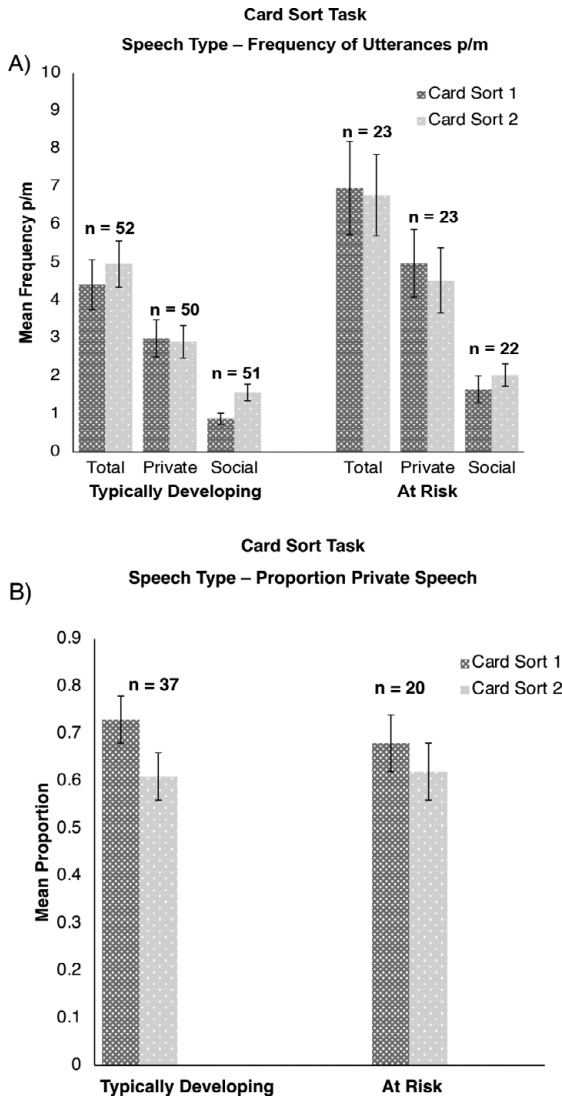 Card Sort Task
Speech Type – Frequency of Utterances p/m
A)
Card Sort 1
Card Sort 2
Mean Frequency p/m
10
9
8
7
6
5
4
3
2
1
0
n = 52
n = 50
n = 51
n = 23
n = 23
n = 22
Total Private Social Total Private Social
Typically Developing At Risk
Card Sort Task
Speech Type – Proportion Private Speech
B)
Card Sort 1
Card Sort 2
Mean Proportion
0.9
0.8
0.7
0.6
0.5
0.4
0.3
0.2
0.1
0
n = 37
n = 20
Typically Developing At Risk